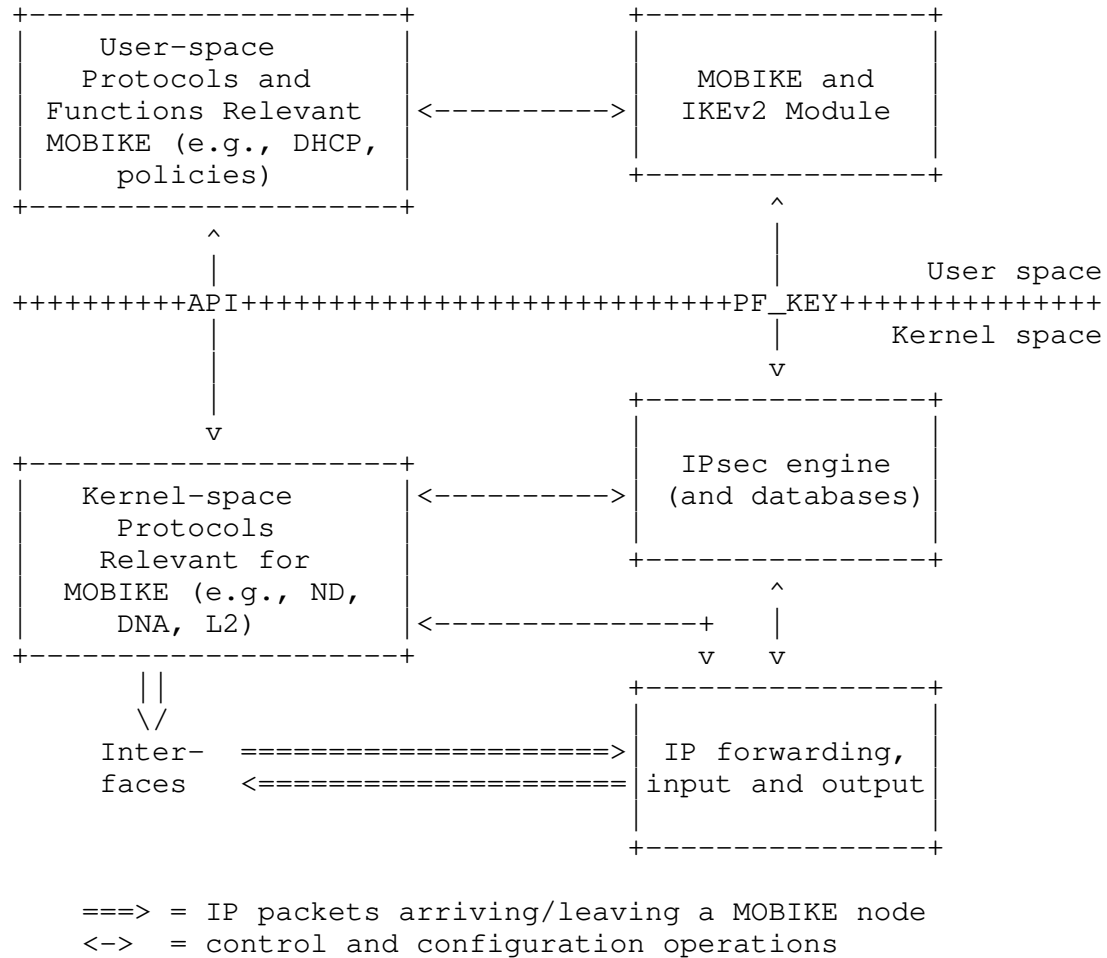 User-space
Protocols and
Functions Relevant
MOBIKE (e.g., DHCP,
policies)
MOBIKE and
IKEv2 Module
User space
API
PF_KEY
Kernel space
Kernel-space
Protocols
Relevant for
MOBIKE (e.g., ND,
DNA, L2)
IPsec engine
(and databases)
Inter-
faces
IP forwarding,
input and output
===> = IP packets arriving/leaving a MOBIKE node
<-> = control and configuration operations